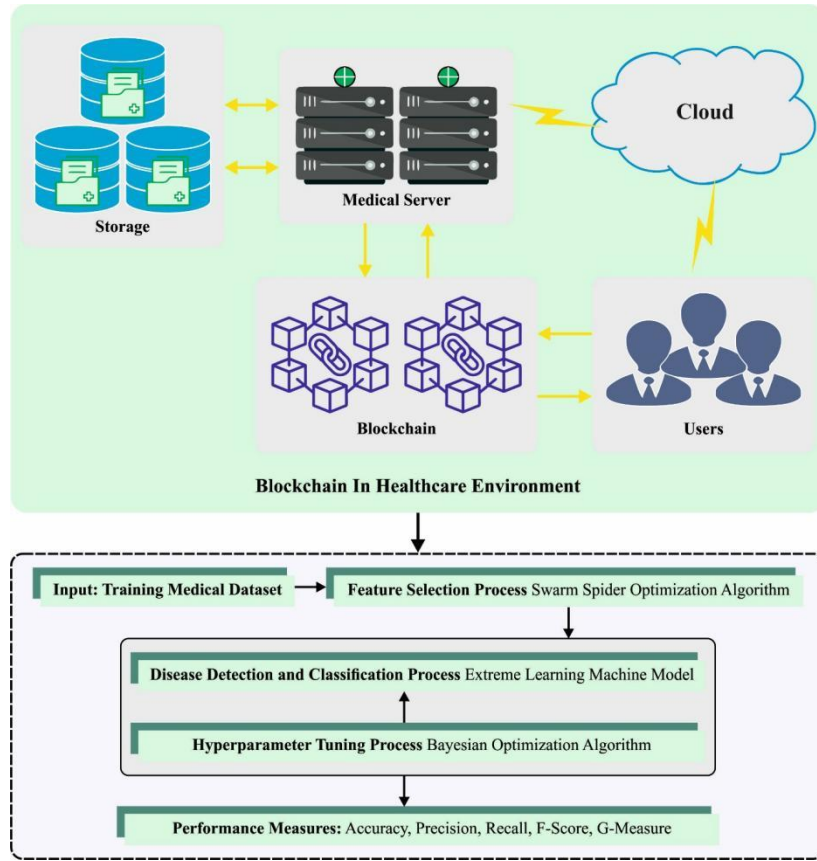 Cloud
Medical Server
Storage
Blockchain
Users
Blockchain In Healthcare Environment
Input: Training Medical Dataset
Feature Selection Process Swarm Spider Optimization Algorithm
Disease Detection and Classification Process Extreme Learning Machine Model
Hyperparameter Tuning Process Bayesian Optimization Algorithm
Performance Measures: Accuracy, Precision, Recall, F-Score, G-Measure